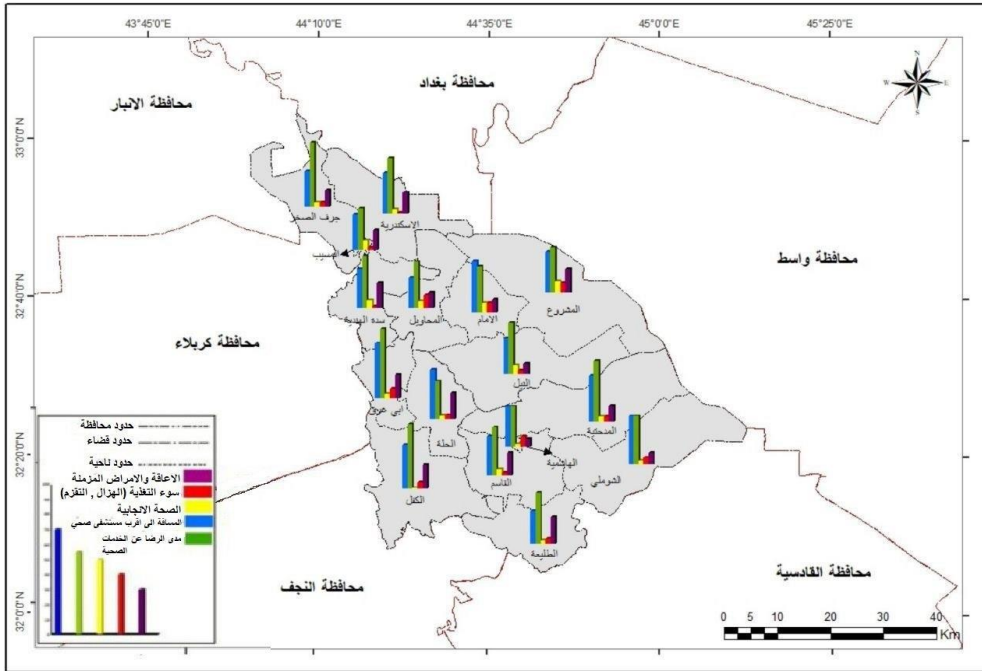 43°45'0"E
44°10'0"E
44°35'0"E
45°0'0"E
45°25'0"E
N
W
E
S
محافظة بغداد
محافظة الانبار
33°0'0"N
جرف الصخر
الاسكندرية
المسيب
محافظة واسط
32°40'0"N
سدة الهندية
المحاويل
الامام
المشروع
محافظة كربلاء
النيل
ابي غرق
المدحتية
الحلة
32°20'0"N
الهاشمية
القاسم
الشوملي
الكفل
الطليعة
حدود محافظة
حدود قضاء
حدود ناحية
الاعاقة والامراض المزمنة
سوء التغذية (الهزال , التقزم)
الصحة الانجابية
المسافة الى اقرب مستشفى صحي
مدى الرضا عن الخدمات
الصحية
محافظة القادسية
محافظة النجف
32°0'0"N
0 5 10 20 30 40
Km